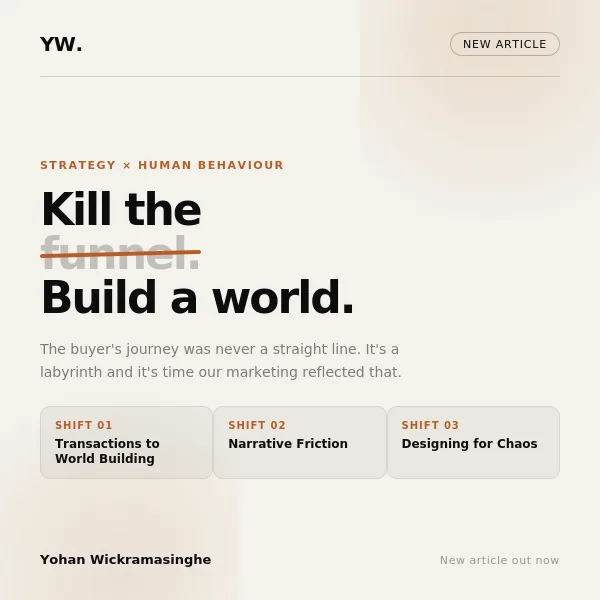 YW.
NEW ARTICLE
STRATEGY × HUMAN BEHAVIOUR
Kill the
funnel.
Build a world.
The buyer's journey was never a straight line. It's a
labyrinth and it's time our marketing reflected that.
SHIFT 01
Transactions to
World Building
SHIFT 02
Narrative Friction
SHIFT 03
Designing for Chaos
Yohan Wickramasinghe
New article out now